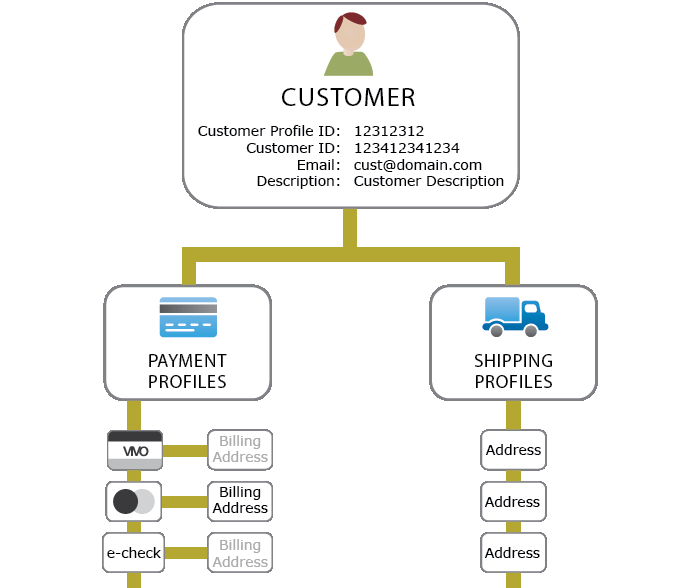 CUSTOMER
Customer Profile ID: 12312312
Customer ID: 123412341234
Email: cust@domain.com
Description: Customer Description
PAYMENT
PROFILES
SHIPPING
PROFILES
VIVO
Billing
Address
Address
Billing
Address
Address
e-check
Billing
Address
Address